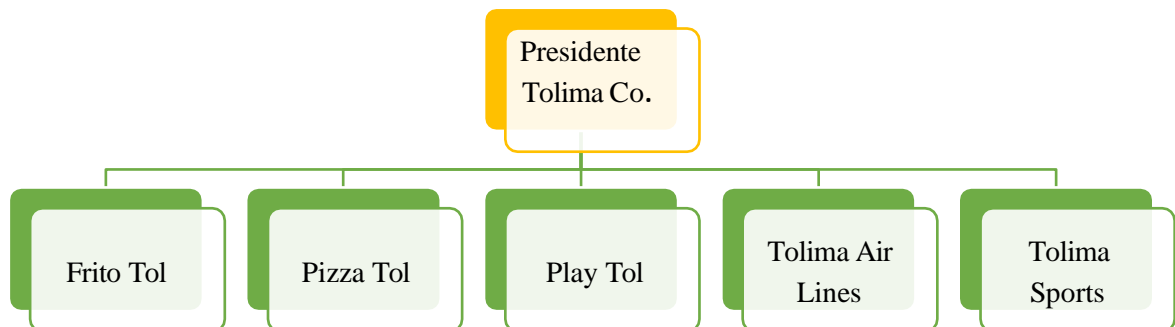 Presidente
Tolima Co.
Frito Tol
Pizza Tol
Play Tol
Tolima Air
Lines
Tolima
Sports